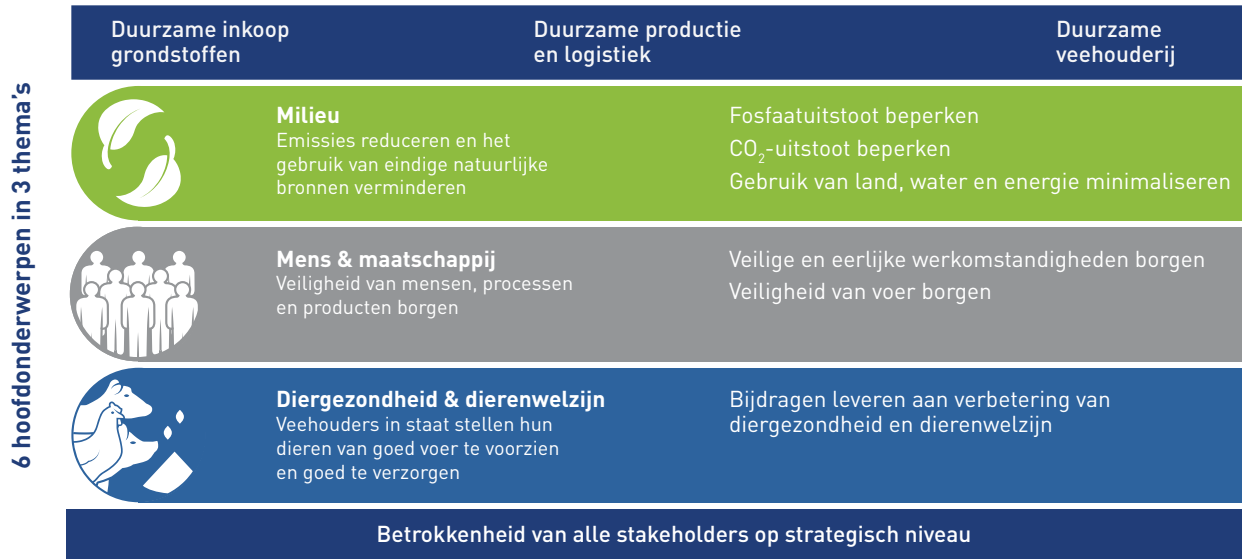 Duurzame inkoop
grondstoffen
Duurzame productie
en logistiek
Duurzame
veehouderij
6 hoofdonderwerpen in 3 thema's
Milieu
Emissies reduceren en het
gebruik van eindige natuurlijke
bronnen verminderen
Fosfaatuitstoot beperken
CO₂-uitstoot beperken
Gebruik van land, water en energie minimaliseren
Mens & maatschappij
Veiligheid van mensen, processen
en producten borgen
Veilige en eerlijke werkomstandigheden borgen
Veiligheid van voer borgen
Diergezondheid & dierenwelzijn
Veehouders in staat stellen hun
dieren van goed voer te voorzien
en goed te verzorgen
Bijdragen leveren aan verbetering van
diergezondheid en dierenwelzijn
Betrokkenheid van alle stakeholders op strategisch niveau